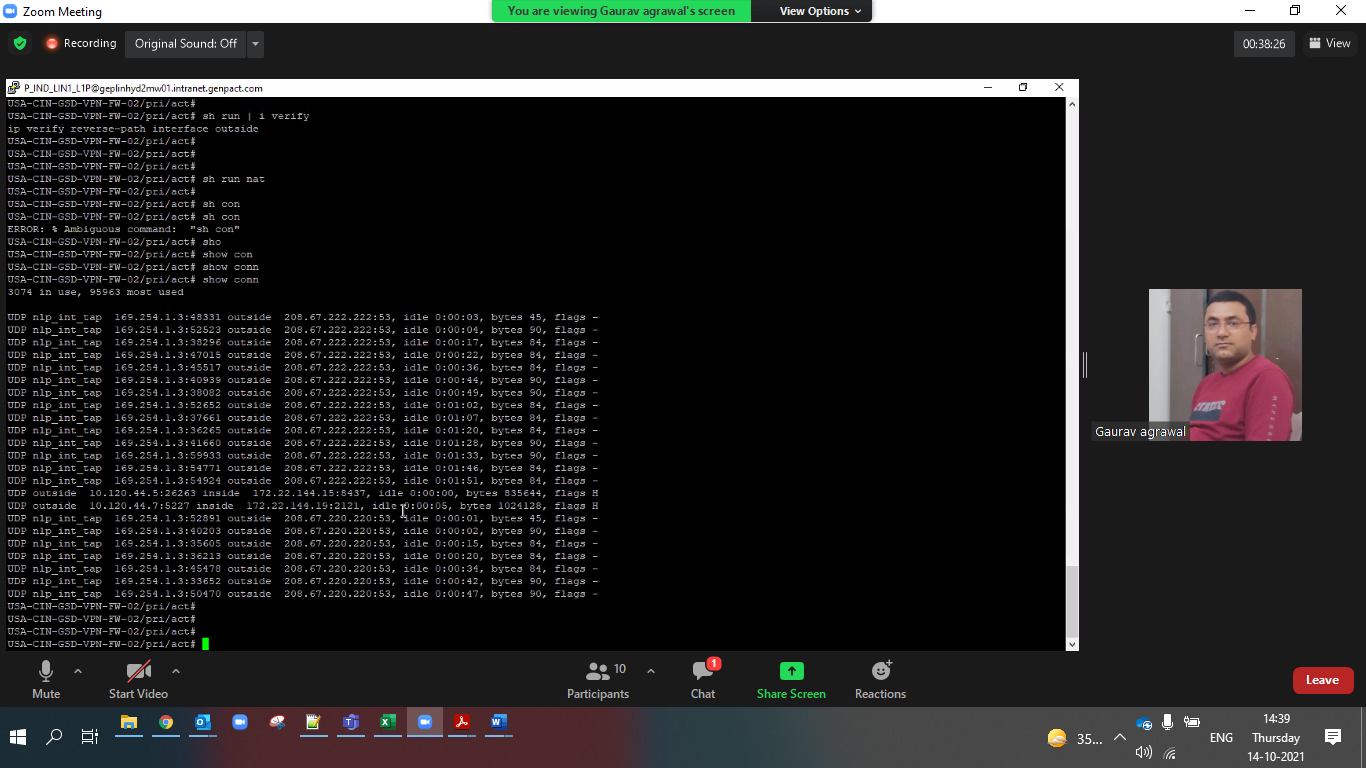 Zoom Meeting
You are viewing Gaurav agrawal's screen
View Options
Recording
Original Sound: Off
00:38:26
View
P_IND_LIN1_L1P@geplinhyd2mw01.intranet.genpact.com
USA-CIN-GSD-VPN-FW-02/pri/act#
USA-CIN-GSD-VPN-FW-02/pri/act# sh run | i verify
ip verify reverse-path interface outside
USA-CIN-GSD-VPN-FW-02/pri/act#
USA-CIN-GSD-VPN-FW-02/pri/act#
USA-CIN-GSD-VPN-FW-02/pri/act#
USA-CIN-GSD-VPN-FW-02/pri/act# sh run nat
USA-CIN-GSD-VPN-FW-02/pri/act#
USA-CIN-GSD-VPN-FW-02/pri/act# sh con
USA-CIN-GSD-VPN-FW-02/pri/act# sh con
ERROR: % Ambiguous command:  "sh con"
USA-CIN-GSD-VPN-FW-02/pri/act# sho
USA-CIN-GSD-VPN-FW-02/pri/act# show con
USA-CIN-GSD-VPN-FW-02/pri/act# show conn
USA-CIN-GSD-VPN-FW-02/pri/act# show conn
3074 in use, 95963 most used
UDP nlp_int_tap  169.254.1.3:48331 outside  208.67.222.222:53, idle 0:00:03, bytes 45, flags -
UDP nlp_int_tap  169.254.1.3:52523 outside  208.67.222.222:53, idle 0:00:04, bytes 90, flags -
UDP nlp_int_tap  169.254.1.3:38296 outside  208.67.222.222:53, idle 0:00:17, bytes 84, flags -
UDP nlp_int_tap  169.254.1.3:47015 outside  208.67.222.222:53, idle 0:00:22, bytes 84, flags -
UDP nlp_int_tap  169.254.1.3:45517 outside  208.67.222.222:53, idle 0:00:36, bytes 84, flags -
UDP nlp_int_tap  169.254.1.3:40939 outside  208.67.222.222:53, idle 0:00:44, bytes 90, flags -
UDP nlp_int_tap  169.254.1.3:38082 outside  208.67.222.222:53, idle 0:00:49, bytes 90, flags -
UDP nlp_int_tap  169.254.1.3:52652 outside  208.67.222.222:53, idle 0:01:02, bytes 84, flags -
UDP nlp_int_tap  169.254.1.3:37661 outside  208.67.222.222:53, idle 0:01:07, bytes 84, flags -
UDP nlp_int_tap  169.254.1.3:36265 outside  208.67.222.222:53, idle 0:01:20, bytes 84, flags -
UDP nlp_int_tap  169.254.1.3:41660 outside  208.67.222.222:53, idle 0:01:28, bytes 90, flags -
UDP nlp_int_tap  169.254.1.3:59933 outside  208.67.222.222:53, idle 0:01:33, bytes 90, flags -
UDP nlp_int_tap  169.254.1.3:54771 outside  208.67.222.222:53, idle 0:01:46, bytes 84, flags -
UDP nlp_int_tap  169.254.1.3:54924 outside  208.67.222.222:53, idle 0:01:51, bytes 84, flags -
UDP outside  10.120.44.5:26263 inside  172.22.144.15:8437, idle 0:00:00, bytes 835644, flags H
UDP outside  10.120.44.7:5227 inside  172.22.144.19:2121, idle 0:00:05, bytes 1024128, flags H
UDP nlp_int_tap  169.254.1.3:52891 outside  208.67.220.220:53, idle 0:00:01, bytes 45, flags -
UDP nlp_int_tap  169.254.1.3:40203 outside  208.67.220.220:53, idle 0:00:02, bytes 90, flags -
UDP nlp_int_tap  169.254.1.3:35605 outside  208.67.220.220:53, idle 0:00:15, bytes 84, flags -
UDP nlp_int_tap  169.254.1.3:36213 outside  208.67.220.220:53, idle 0:00:20, bytes 84, flags -
UDP nlp_int_tap  169.254.1.3:45478 outside  208.67.220.220:53, idle 0:00:34, bytes 84, flags -
UDP nlp_int_tap  169.254.1.3:33652 outside  208.67.220.220:53, idle 0:00:42, bytes 90, flags -
UDP nlp_int_tap  169.254.1.3:50470 outside  208.67.220.220:53, idle 0:00:47, bytes 90, flags -
USA-CIN-GSD-VPN-FW-02/pri/act#
USA-CIN-GSD-VPN-FW-02/pri/act#
USA-CIN-GSD-VPN-FW-02/pri/act#
USA-CIN-GSD-VPN-FW-02/pri/act#
Gaurav agrawal
Mute
Start Video
10
Participants
1
Chat
Share Screen
Reactions
Leave
35...
ENG
14:39
Thursday
14-10-2021